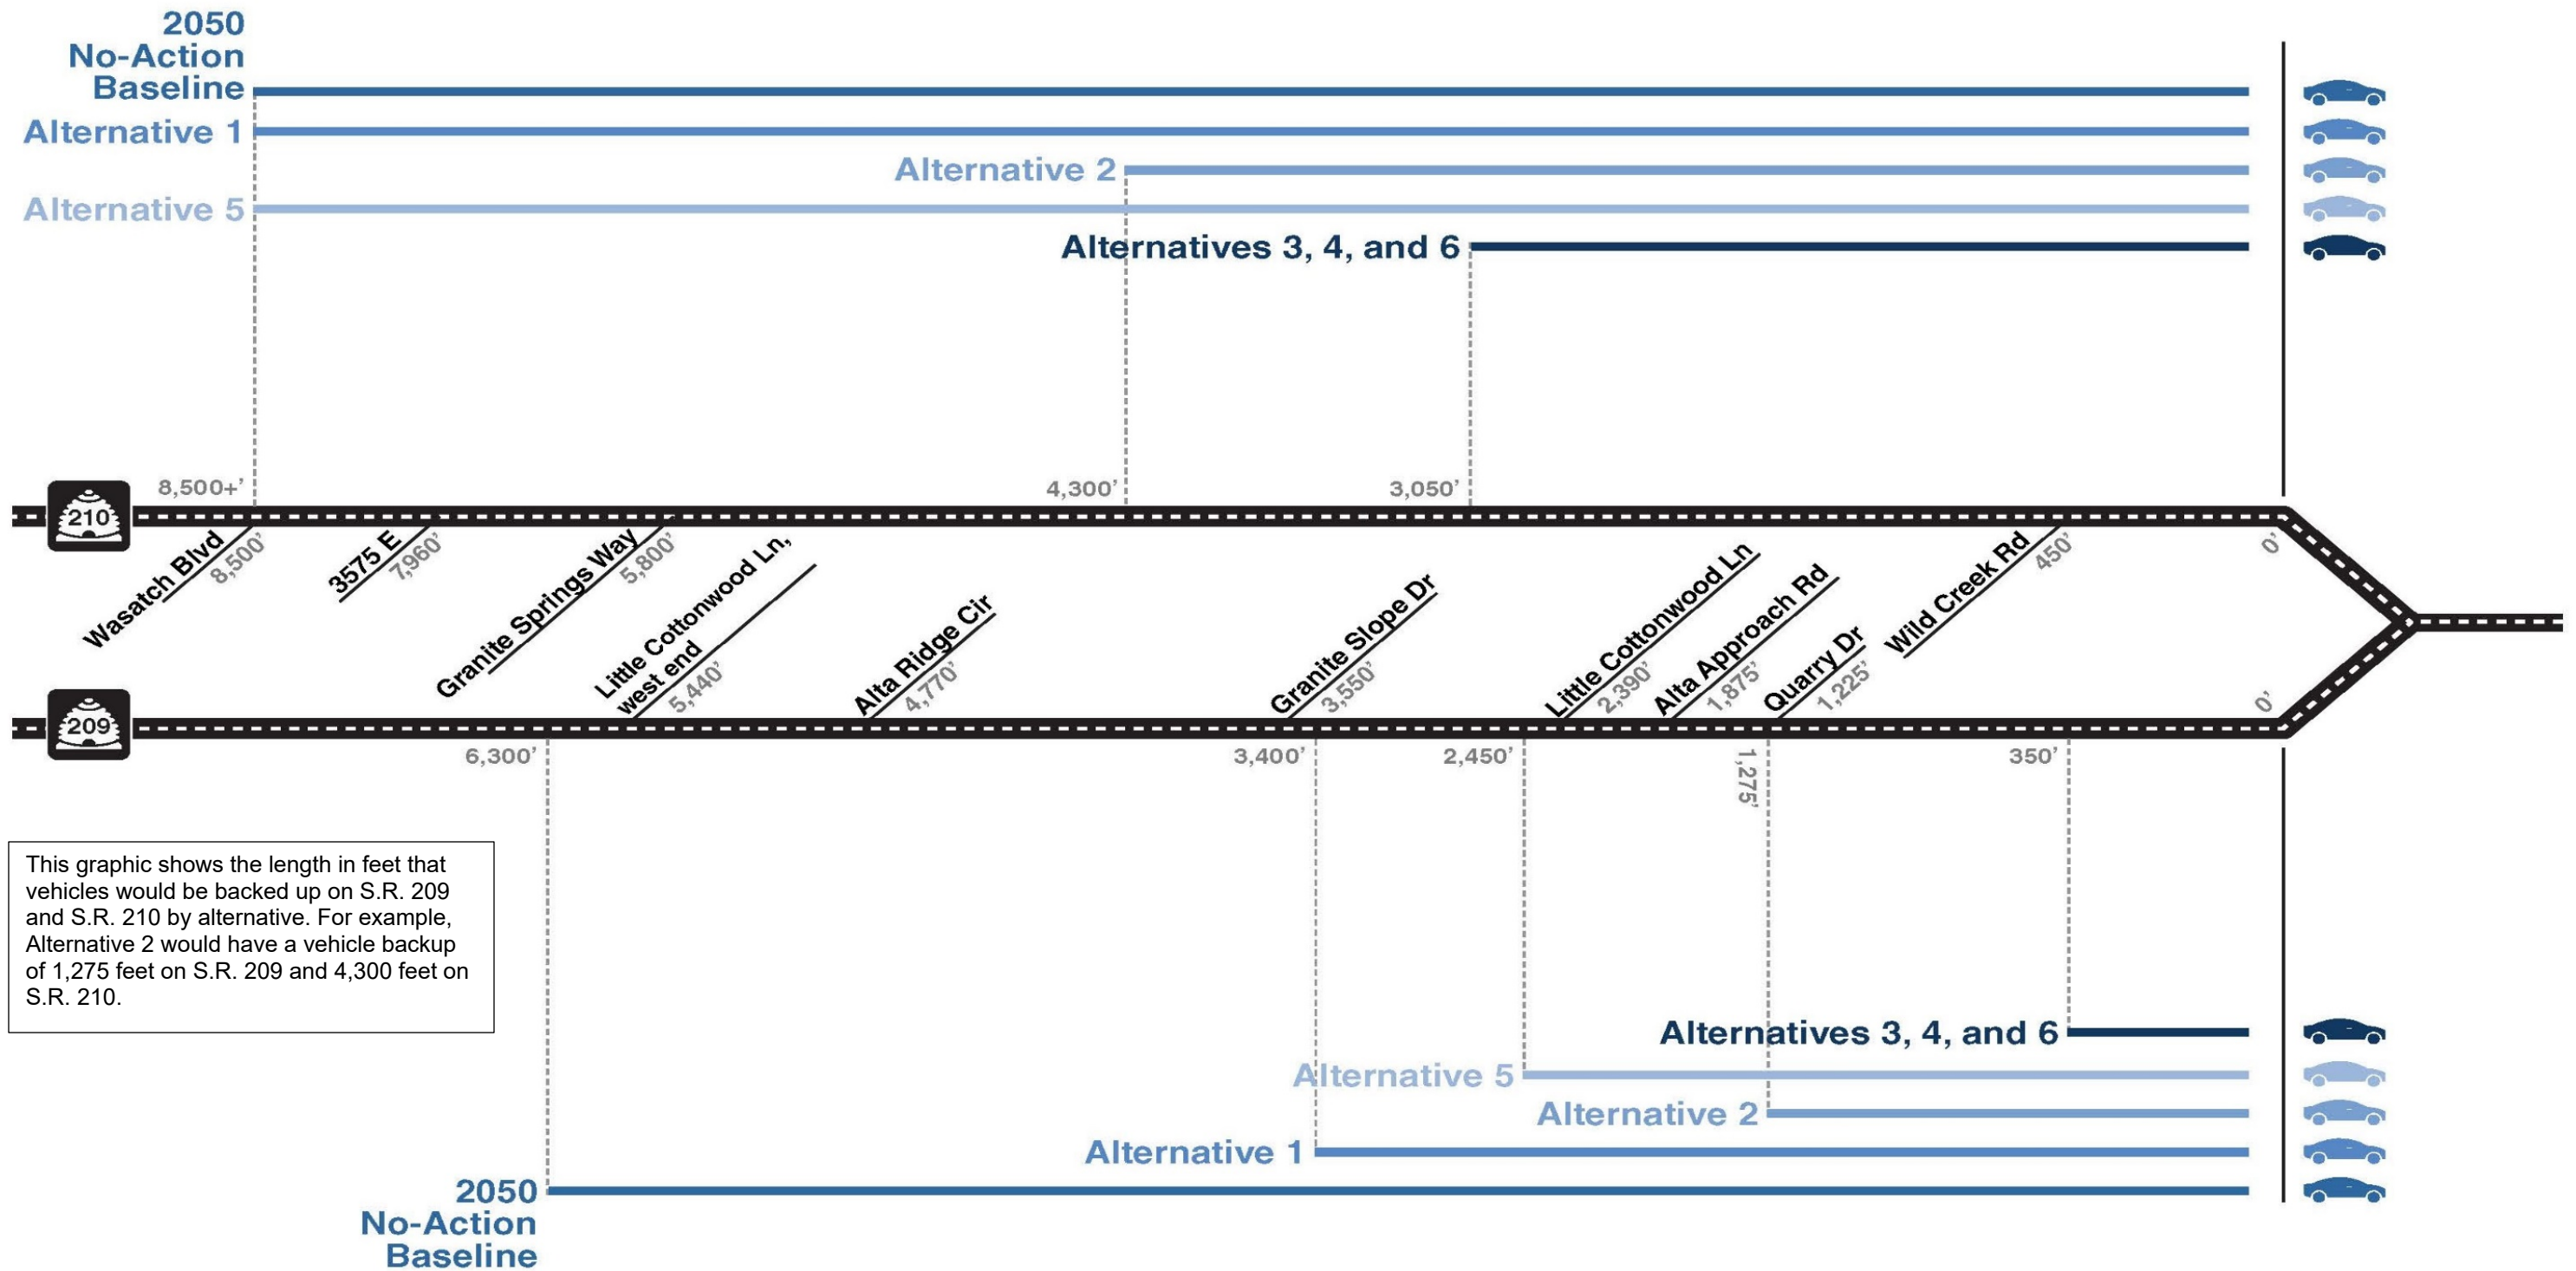 2050
No-Action
Baseline
Alternative 1
Alternative 2
Alternative 5
Alternatives 3, 4, and 6
8,500+’
4,300’
3,050’
210
Wasatch Blvd
8,500’
3575 E
7,960’
Granite Springs Way
5,800’
Little Cottonwood Ln,
west end
5,440’
Alta Ridge Cir
4,770’
Granite Slope Dr
3,550’
Little Cottonwood Ln
2,390’
Alta Approach Rd
1,875’
Quarry Dr
1,225’
Wild Creek Rd
450’
0’
0’
209
6,300’
3,400’
2,450’
1,275’
350’
This graphic shows the length in feet that
vehicles would be backed up on S.R. 209
and S.R. 210 by alternative. For example,
Alternative 2 would have a vehicle backup
of 1,275 feet on S.R. 209 and 4,300 feet on
S.R. 210.
Alternatives 3, 4, and 6
Alternative 5
Alternative 2
Alternative 1
2050
No-Action
Baseline